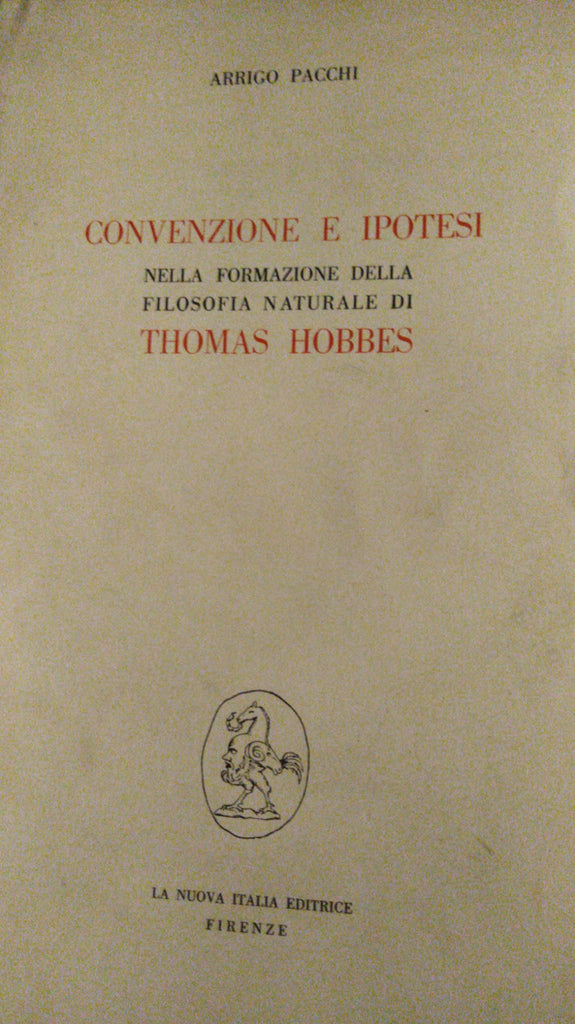 ARRIGO PACCHI
CONVENZIONE E IPOTESI
NELLA FORMAZIONE DELLA
FILOSOFIA NATURALE DI
THOMAS HOBBES
LA NUOVA ITALIA EDITRICE
FIRENZE